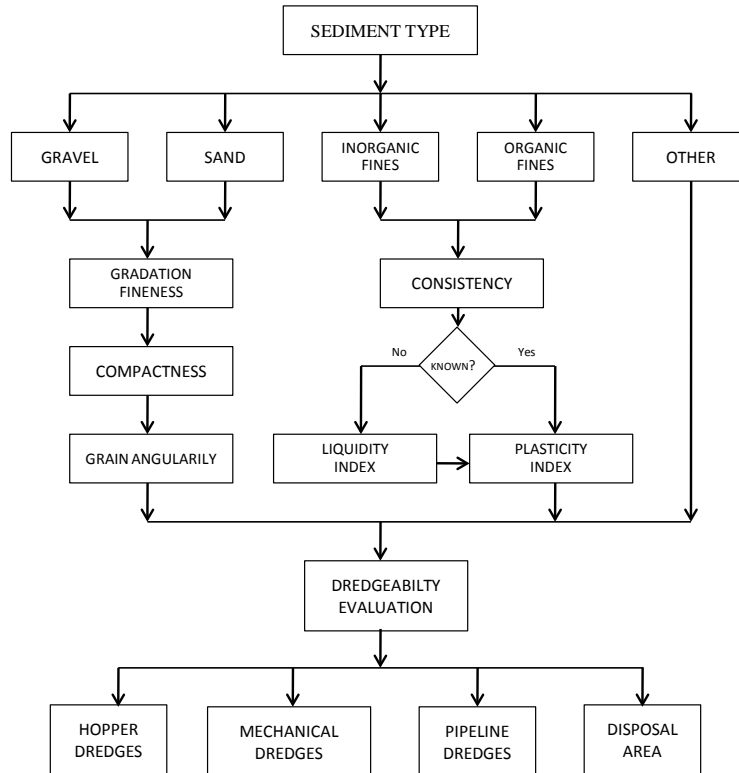 SEDIMENT TYPE
GRAVEL
SAND
INORGANIC
FINES
ORGANIC
FINES
OTHER
GRADATION
FINENESS
CONSISTENCY
No
KNOWN?
Yes
COMPACTNESS
GRAIN ANGULARILY
LIQUIDITY
INDEX
PLASTICITY
INDEX
DREDGEABILTY
EVALUATION
HOPPER
DREDGES
MECHANICAL
DREDGES
PIPELINE
DREDGES
DISPOSAL
AREA